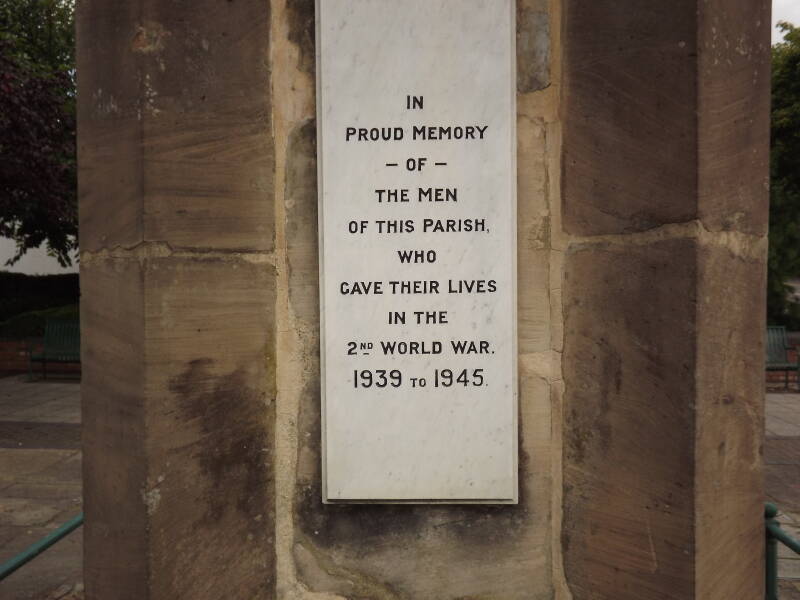 IN
PROUD MEMORY
– OF –
THE MEN
OF THIS PARISH,
WHO
GAVE THEIR LIVES
IN THE
2ND WORLD WAR.
1939 TO 1945.